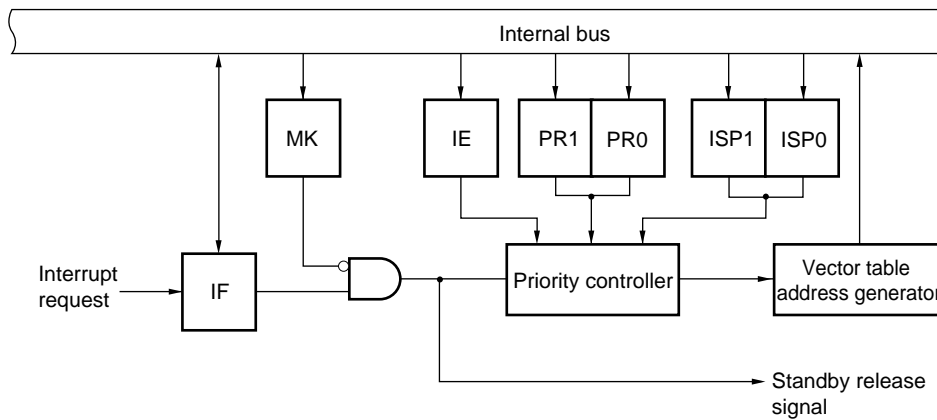 Internal bus
MK
IE
PR1
PR0
ISP1
ISP0
Interrupt
request
IF
Priority controller
Vector table
address generator
Standby release
signal